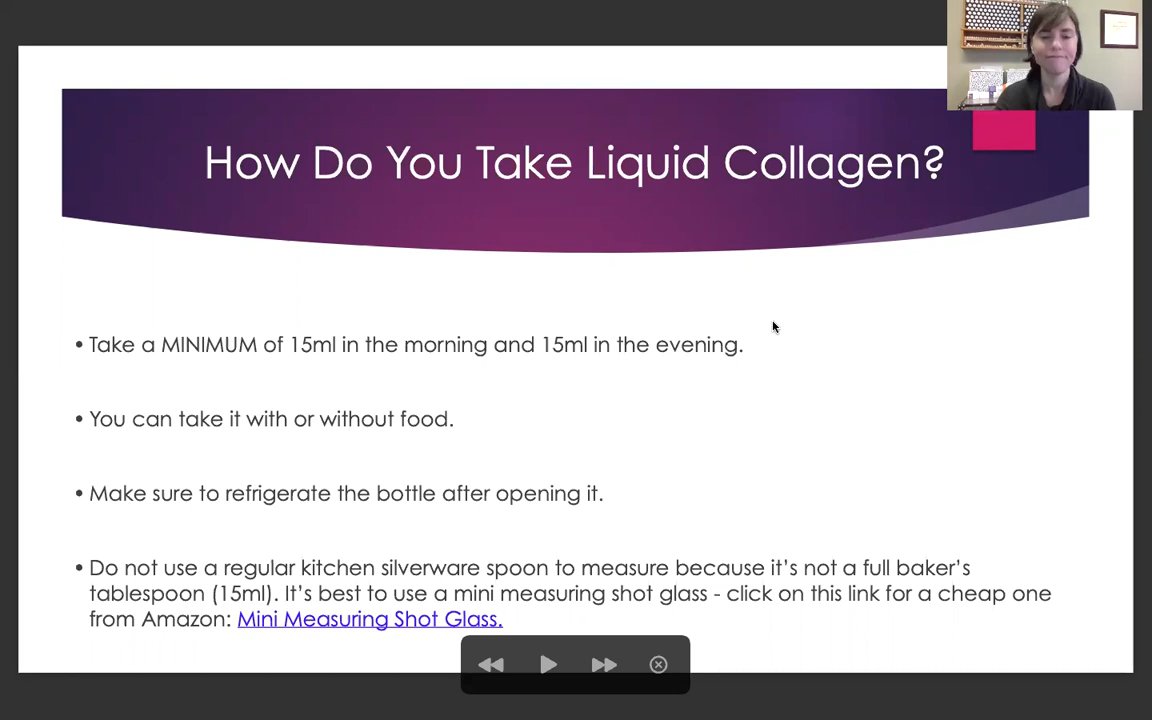 How Do You Take Liquid Collagen?
• Take a MINIMUM of 15ml in the morning and 15ml in the evening.
• You can take it with or without food.
• Make sure to refrigerate the bottle after opening it.
• Do not use a regular kitchen silverware spoon to measure because it’s not a full baker’s
tablespoon (15ml). It’s best to use a mini measuring shot glass - click on this link for a cheap one
from Amazon: Mini Measuring Shot Glass.